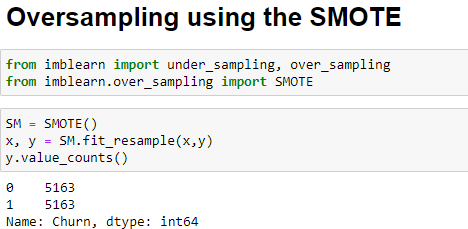 Oversampling using the SMOTE
from imblearn import under_sampling, over_sampling
from imblearn.over_sampling import SMOTE
SM = SMOTE()
x, y = SM.fit_resample(x,y)
y.value_counts()
0    5163
1    5163
Name: Churn, dtype: int64